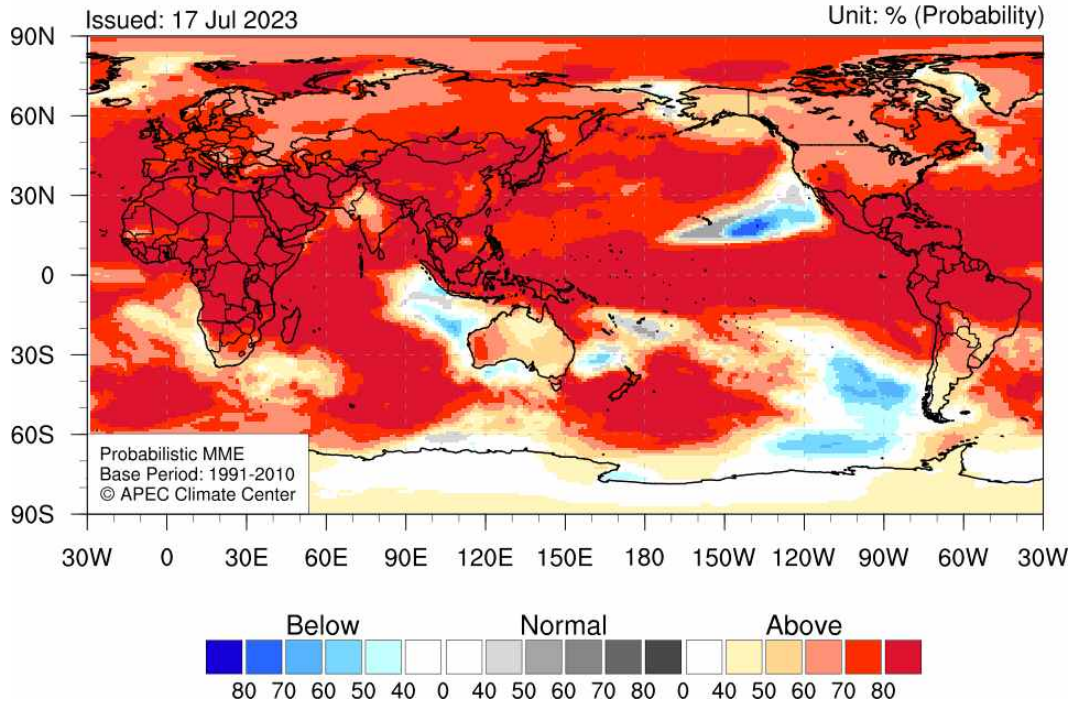 Issued: 17 Jul 2023 Unit: % (Probability)
90N
60N
30N
0
30S
60S
90S
Probabilistic MME
Base Period: 1991-2010
© APEC Climate Center
30W 0 30E 60E 90E 120E 150E 180 150W 120W 90W 60W 30W
Below Normal Above
80 70 60 50 40 0 40 50 60 70 80 0 40 50 60 70 80